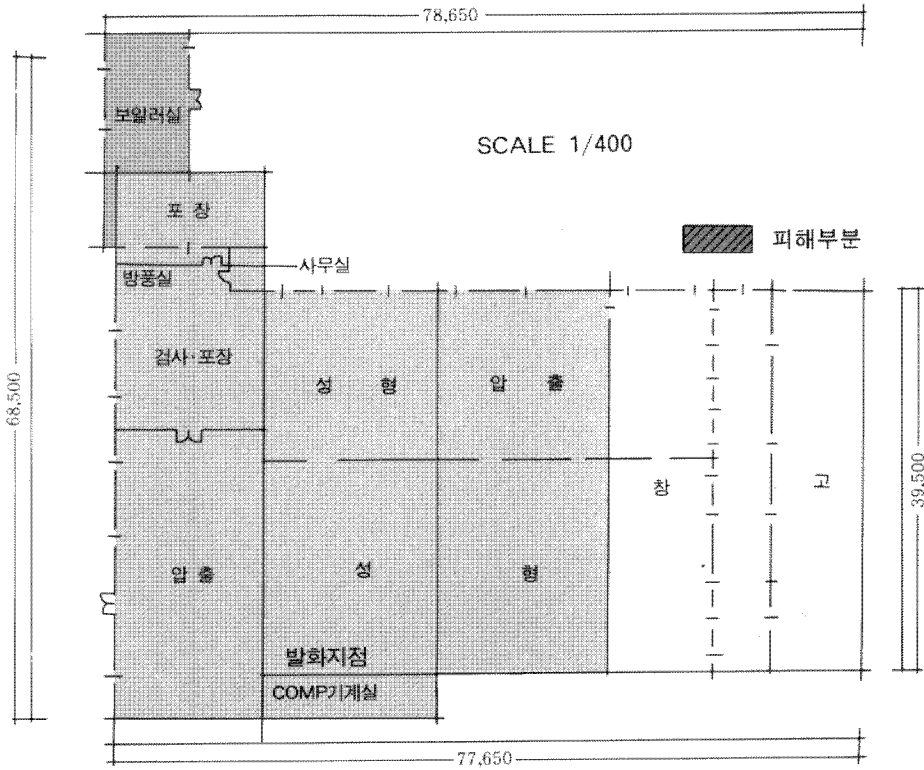 78,650
보일러실
SCALE 1/400
포 장
피해부분
사무실
방풍실
검사·포장
성 형
압 출
68,500
39,500
창 고
압 출
성 형
발화지점
COMP기계실
77,650